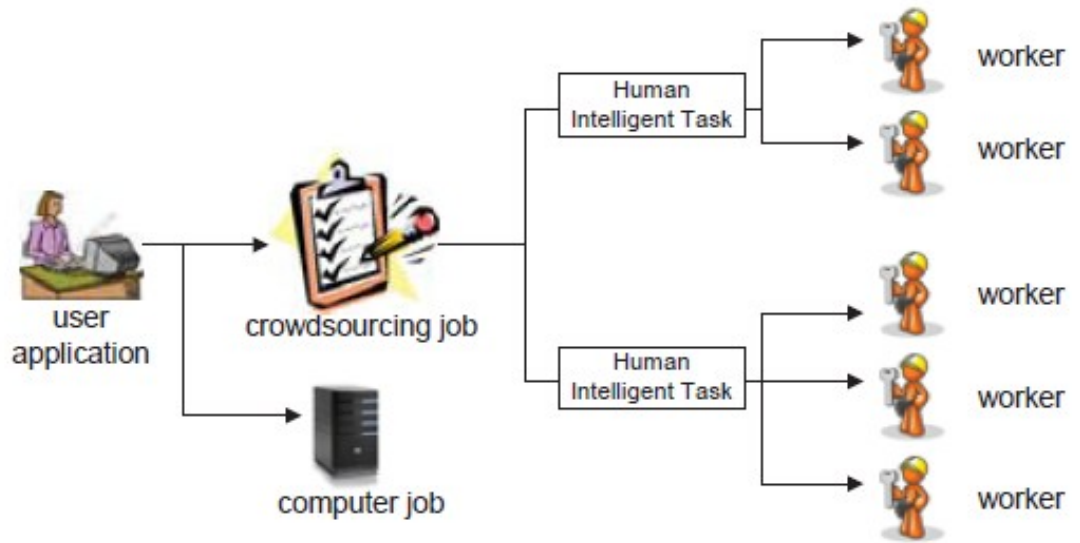 Human
Intelligent Task
worker
worker
user
application
crowdsourcing job
computer job
Human
Intelligent Task
worker
worker
worker